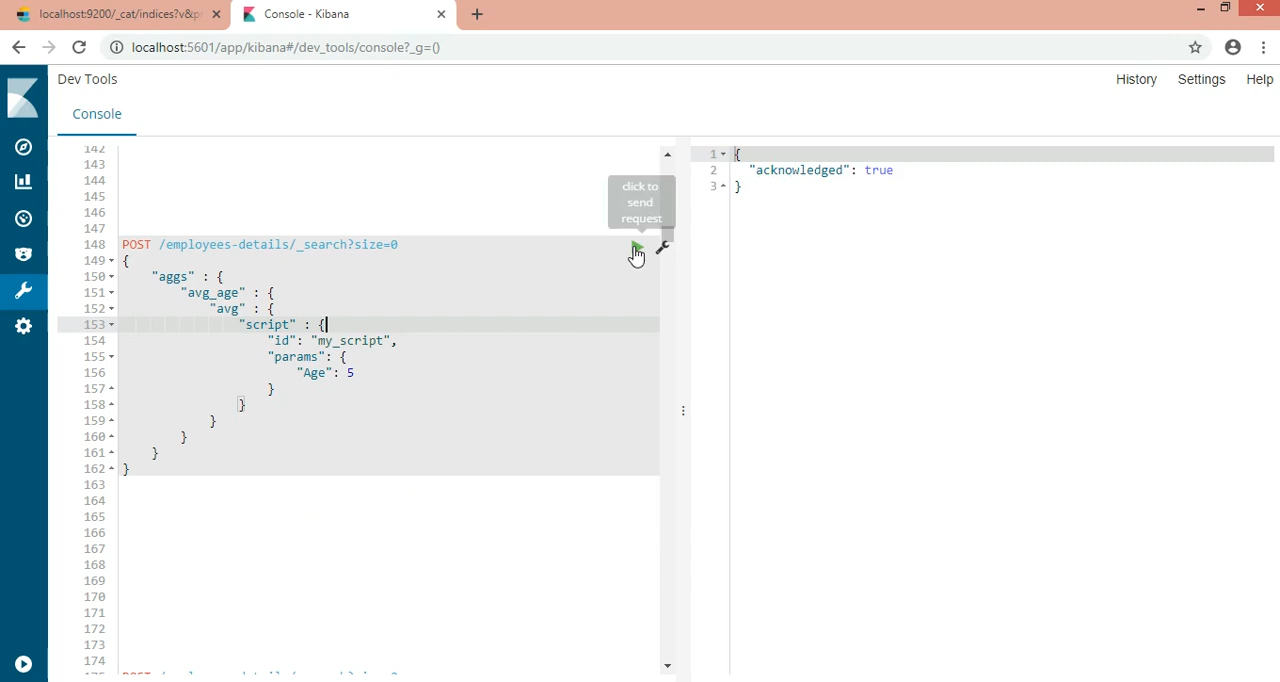 localhost:9200/_cat/indices?v&pr
Console - Kibana
localhost:5601/app/kibana#/dev_tools/console?_g=()
Dev Tools
History
Settings
Help
Console
142
143
144
145
146
147
148 POST /employees-details/_search?size=0
149 {
150 "aggs" : {
151 "avg_age" : {
152 "avg" : {
153 "script" : {
154 "id": "my_script",
155 "params": {
156 "Age": 5
157 }
158 }
159 }
160 }
161 }
162 }
163
164
165
166
167
168
169
170
171
172
173
174
click to
send
request
1 {
2 "acknowledged": true
3 }